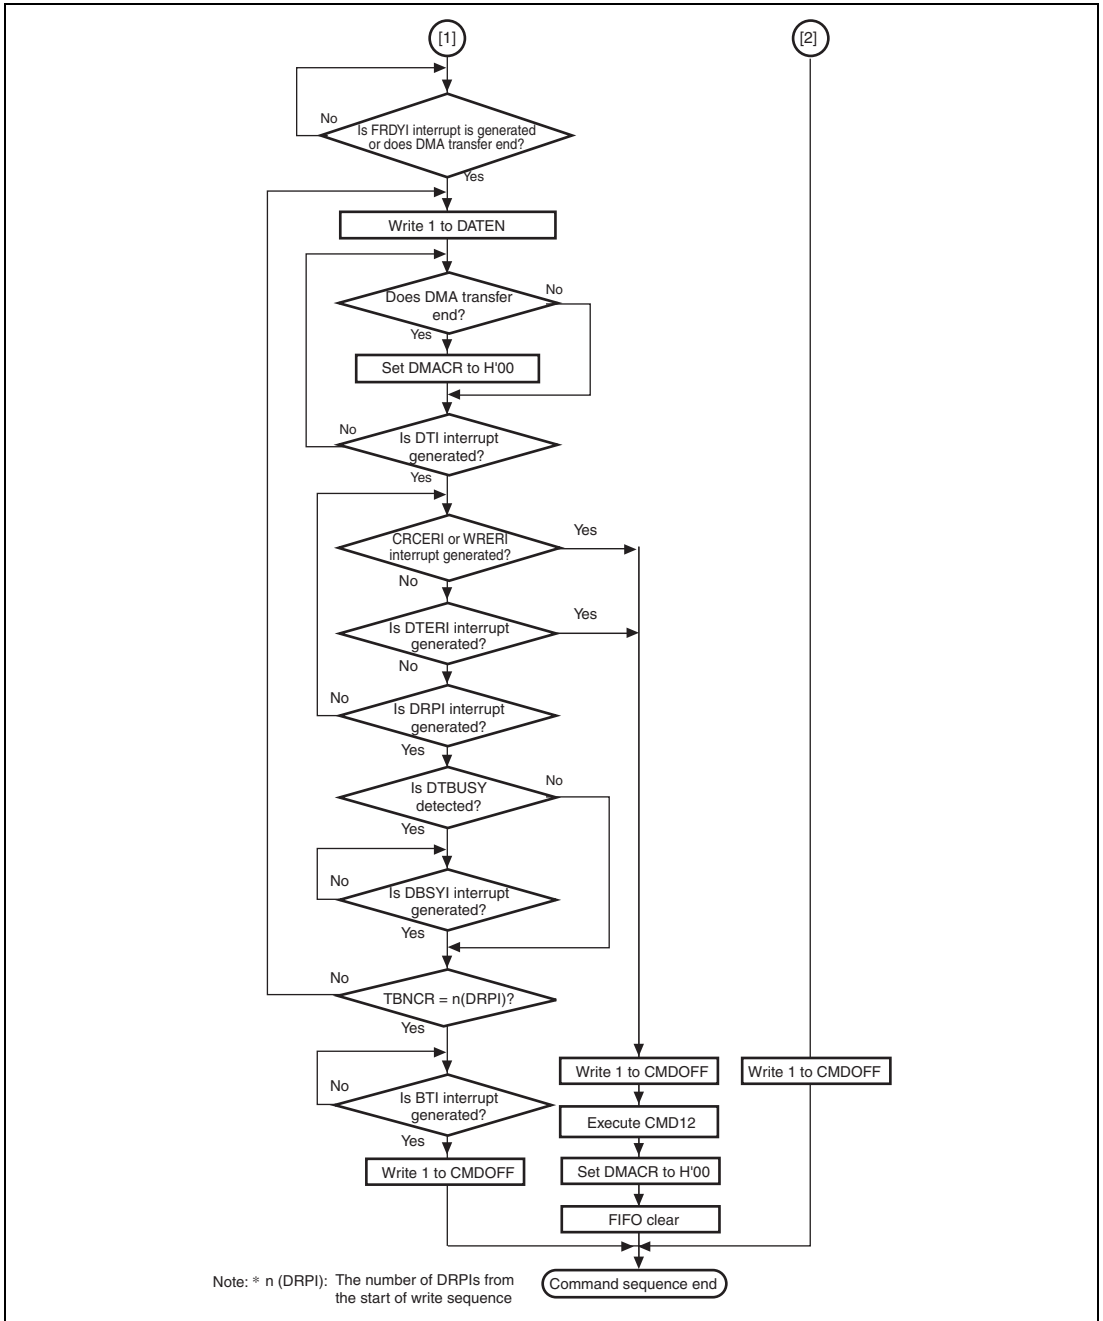 [1]
[2]
No
Is FRDYI interrupt is generated
or does DMA transfer end?
Yes
Write 1 to DATEN
Does DMA transfer
end?
No
Yes
Set DMACR to H'00
No
Is DTI interrupt
generated?
Yes
CRCERI or WRERI
interrupt generated?
Yes
No
Is DTERI interrupt
generated?
Yes
No
No
Is DRPI interrupt
generated?
Yes
Is DTBUSY
detected?
No
Yes
No
Is DBSYI interrupt
generated?
Yes
No
TBNCR = n(DRPI)?
Yes
No
Is BTI interrupt
generated?
Yes
Write 1 to CMDOFF
Write 1 to CMDOFF
Execute CMD12
Set DMACR to H'00
FIFO clear
Write 1 to CMDOFF
Command sequence end
Note: * n (DRPI): The number of DRPIs from
the start of write sequence